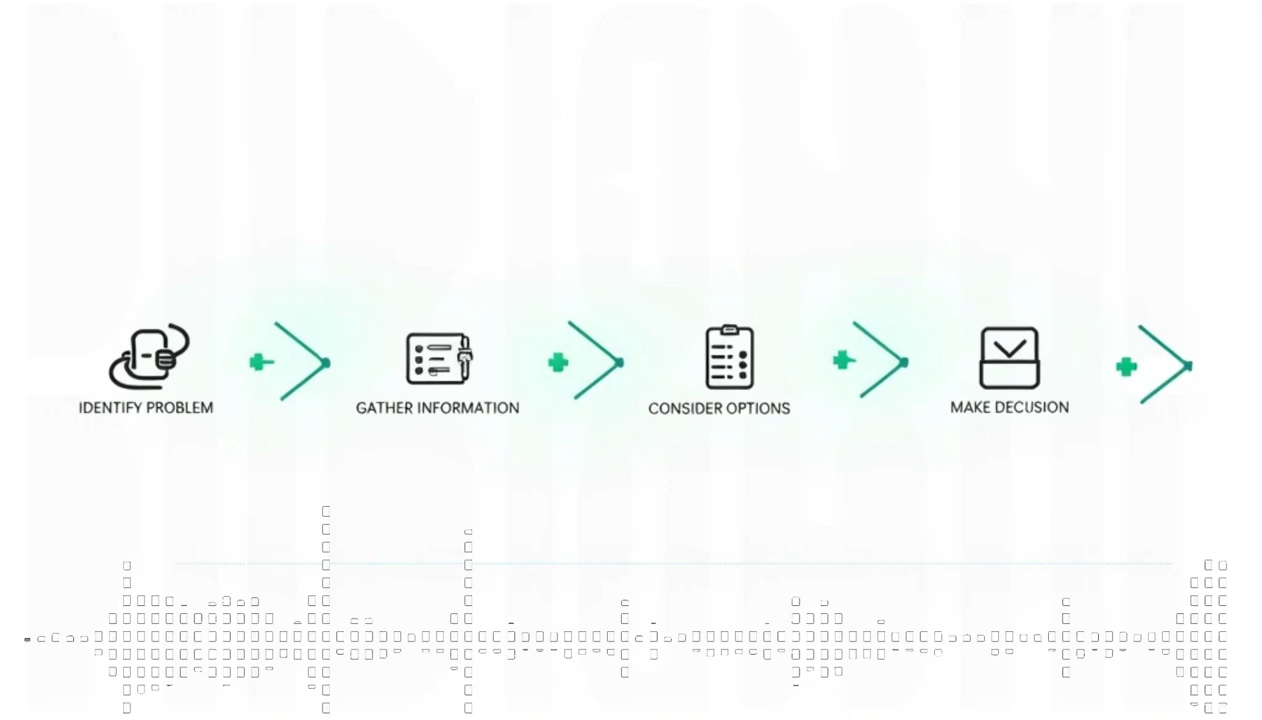 IDENTIFY PROBLEM
GATHER INFORMATION
CONSIDER OPTIONS
MAKE DECUSION